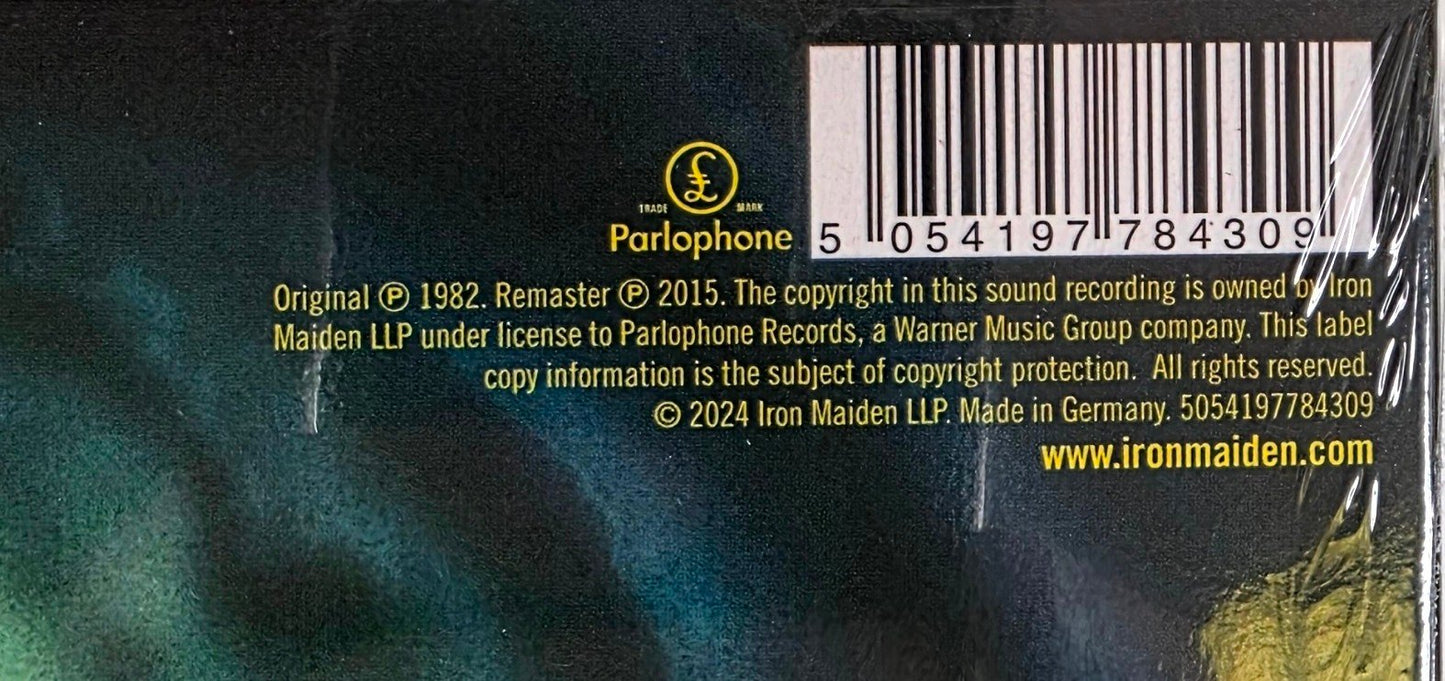 TRADE MARK
Parlophone
5 054197 784309
Original ℗ 1982. Remaster ℗ 2015. The copyright in this sound recording is owned by Iron
Maiden LLP under license to Parlophone Records, a Warner Music Group company. This label
copy information is the subject of copyright protection. All rights reserved.
© 2024 Iron Maiden LLP. Made in Germany. 5054197784309
www.ironmaiden.com